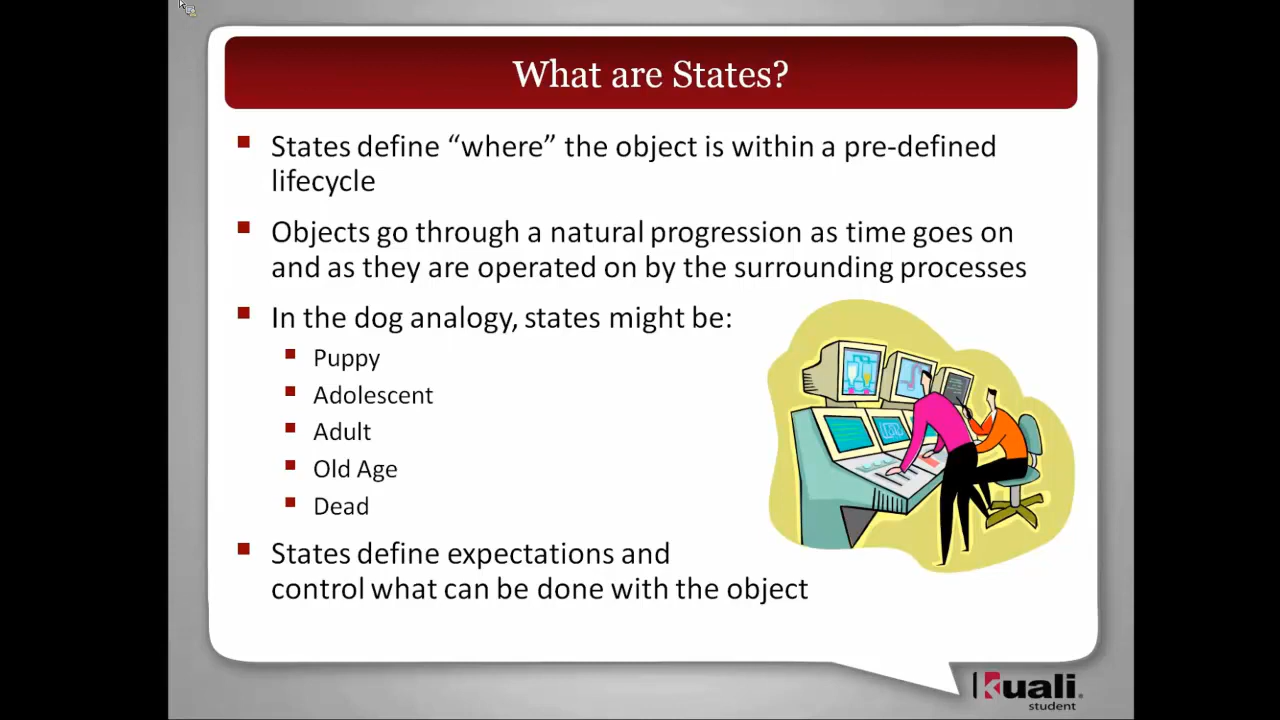 What are States?
States define “where” the object is within a pre-defined
lifecycle
Objects go through a natural progression as time goes on
and as they are operated on by the surrounding processes
In the dog analogy, states might be:
Puppy
Adolescent
Adult
Old Age
Dead
States define expectations and
control what can be done with the object
kuali®
student